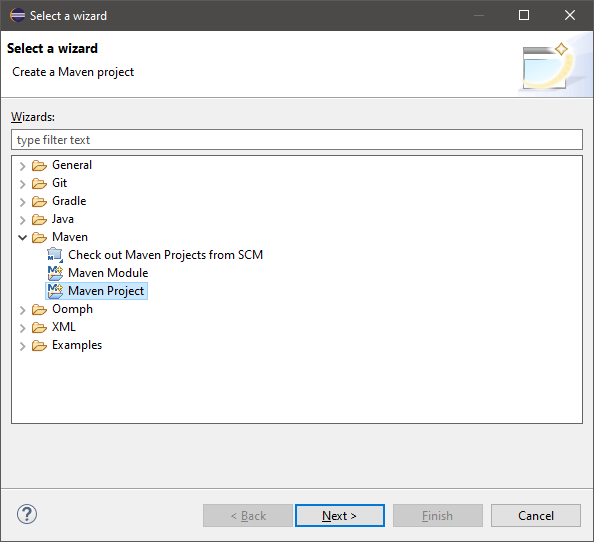 Select a wizard
Select a wizard
Create a Maven project
Wizards:
type filter text
General
Git
Gradle
Java
Maven
Check out Maven Projects from SCM
Maven Module
Maven Project
Oomph
XML
Examples
< Back
Next >
Finish
Cancel